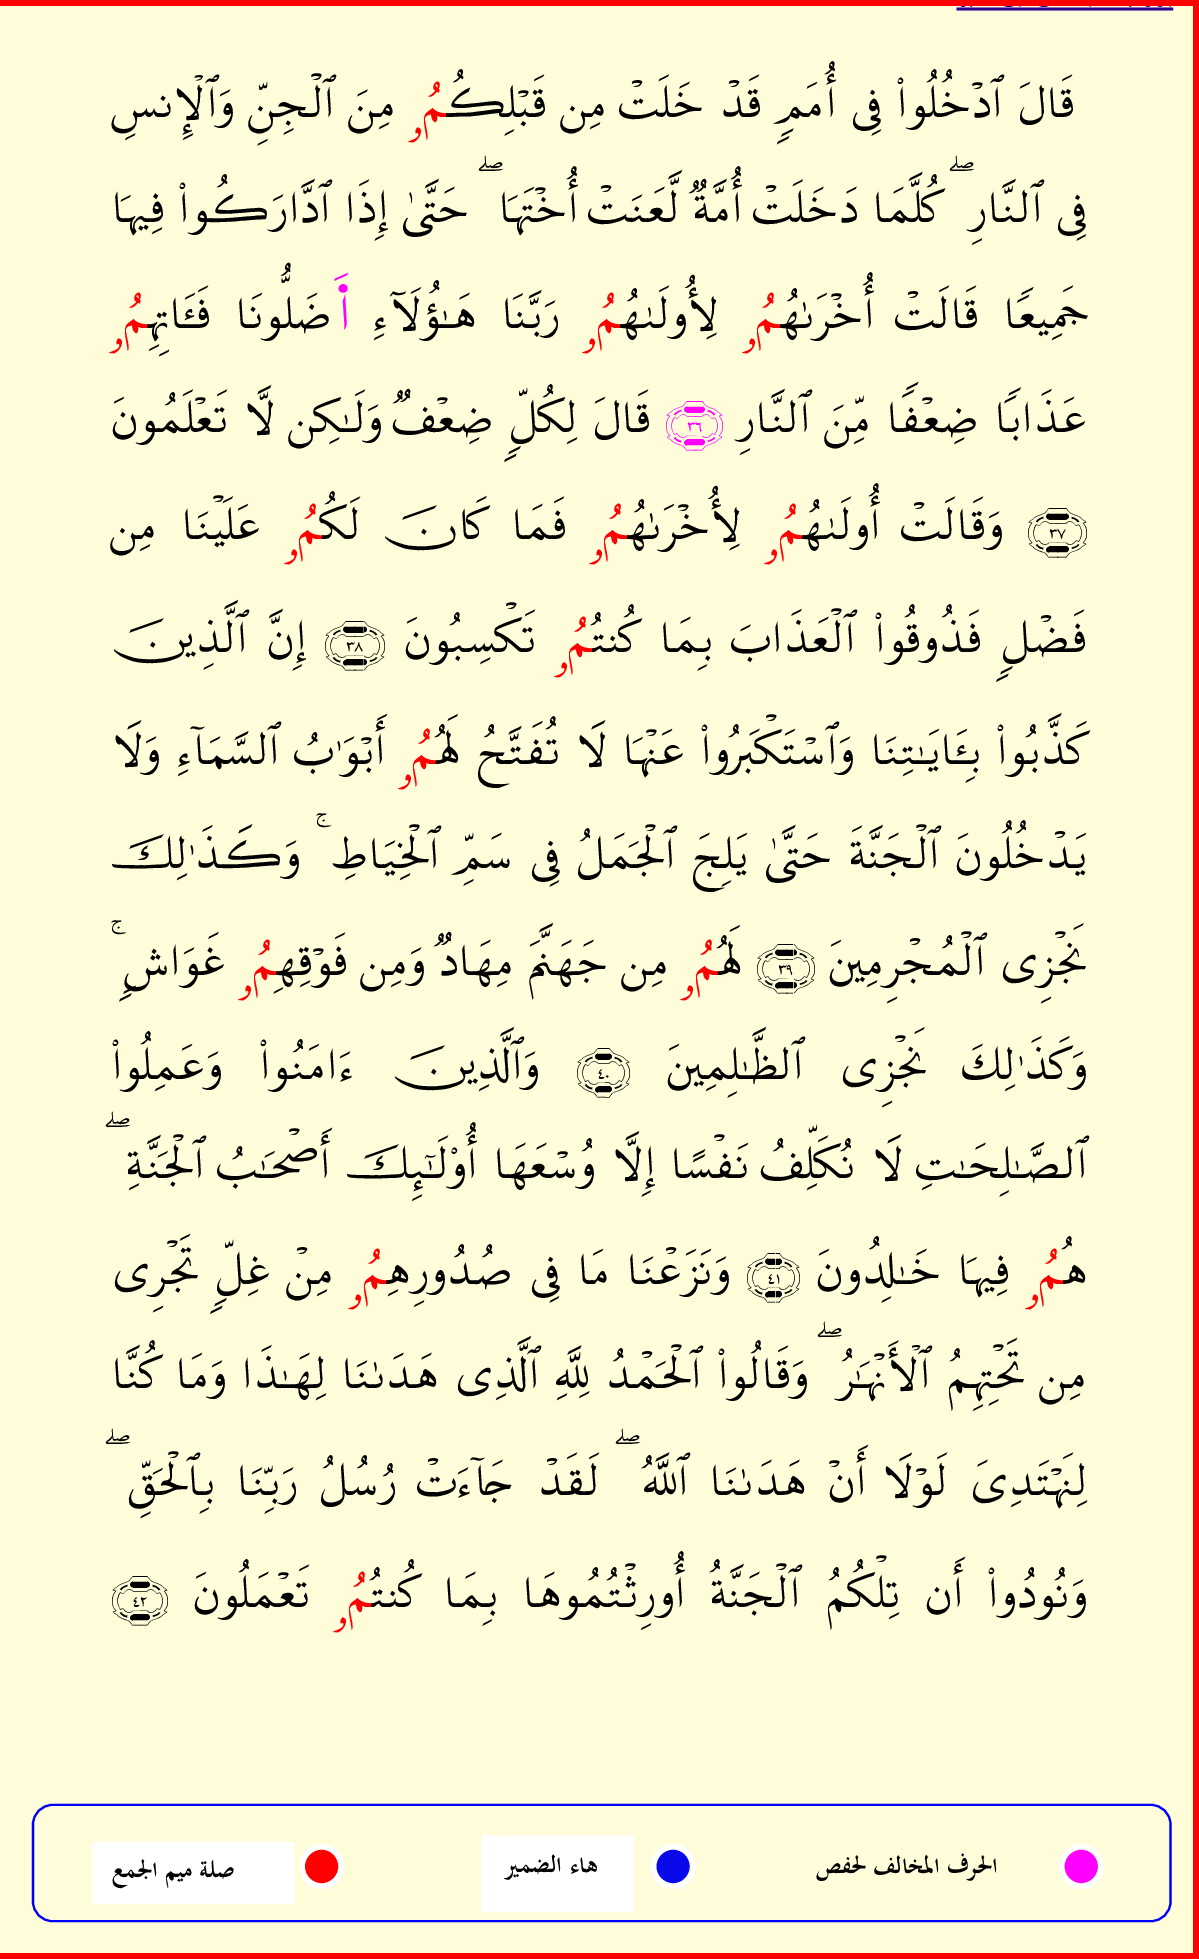 قَالَ ٱدْخُلُوا۟ فِى أُمَمٍ قَدْ خَلَتْ مِن قَبْلِكُمُۥ مِنَ ٱلْجِنِّ وَٱلْإِنسِ
فِى ٱلنَّارِ ۖ كُلَّمَا دَخَلَتْ أُمَّةٌ لَّعَنَتْ أُخْتَهَا ۖ حَتَّىٰ إِذَا ٱدَّارَكُوا۟ فِيهَا
جَمِيعًا قَالَتْ أُخْرَىٰهُمُۥ لِأُولَىٰهُمُۥ رَبَّنَا هَـٰؤُلَآءِ أَ۬ضَلُّونَا فَـَٔاتِهِمُۥ
عَذَابًا ضِعْفًا مِّنَ ٱلنَّارِ ٣٦ قَالَ لِكُلٍّ ضِعْفٌ وَلَـٰكِن لَّا تَعْلَمُونَ
٣٧ وَقَالَتْ أُولَىٰهُمُۥ لِأُخْرَىٰهُمُۥ فَمَا كَانَ لَكُمُۥ عَلَيْنَا مِن
فَضْلٍ فَذُوقُوا۟ ٱلْعَذَابَ بِمَا كُنتُمُۥ تَكْسِبُونَ ٣٨ إِنَّ ٱلَّذِينَ
كَذَّبُوا۟ بِـَٔايَـٰتِنَا وَٱسْتَكْبَرُوا۟ عَنْهَا لَا تُفَتَّحُ لَهُمُۥ أَبْوَٰبُ ٱلسَّمَآءِ وَلَا
يَدْخُلُونَ ٱلْجَنَّةَ حَتَّىٰ يَلِجَ ٱلْجَمَلُ فِى سَمِّ ٱلْخِيَاطِ ۚ وَكَذَٰلِكَ
نَجْزِى ٱلْمُجْرِمِينَ ٣٩ لَهُمُۥ مِن جَهَنَّمَ مِهَادٌ وَمِن فَوْقِهِمُۥ غَوَاشٍ ۚ
وَكَذَٰلِكَ نَجْزِى ٱلظَّـٰلِمِينَ ٤٠ وَٱلَّذِينَ ءَامَنُوا۟ وَعَمِلُوا۟
ٱلصَّـٰلِحَـٰتِ لَا نُكَلِّفُ نَفْسًا إِلَّا وُسْعَهَا أُو۟لَـٰٓئِكَ أَصْحَـٰبُ ٱلْجَنَّةِ ۖ
هُمُۥ فِيهَا خَـٰلِدُونَ ٤١ وَنَزَعْنَا مَا فِى صُدُورِهِمُۥ مِنْ غِلٍّ تَجْرِى
مِن تَحْتِهِمُ ٱلْأَنْهَـٰرُ ۖ وَقَالُوا۟ ٱلْحَمْدُ لِلَّهِ ٱلَّذِى هَدَىٰنَا لِهَـٰذَا وَمَا كُنَّا
لِنَهْتَدِىَ لَوْلَا أَنْ هَدَىٰنَا ٱللَّهُ ۖ لَقَدْ جَآءَتْ رُسُلُ رَبِّنَا بِٱلْحَقِّ ۖ
وَنُودُوا۟ أَن تِلْكُمُ ٱلْجَنَّةُ أُورِثْتُمُوهَا بِمَا كُنتُمُۥ تَعْمَلُونَ ٤٢
الحرف المخالف لحفص هاء الضمير صلة ميم الجمع